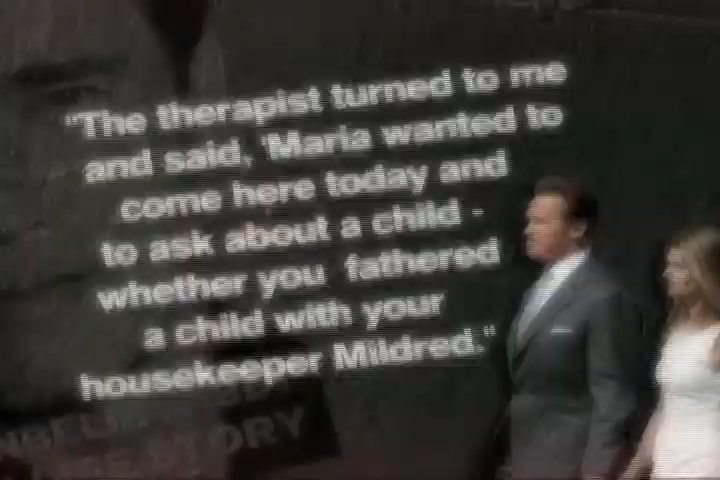 "The therapist turned to me
and said, 'Maria wanted to
come here today and
to ask about a child -
whether you fathered
a child with your
housekeeper Mildred."
ORY